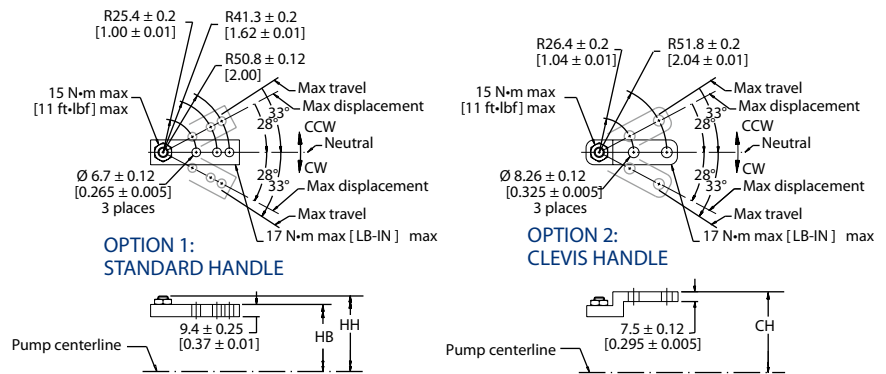 R25.4 ± 0.2
[1.00 ± 0.01]
R41.3 ± 0.2
[1.62 ± 0.01]
R50.8 ± 0.12
[2.00]
15 N•m max
[11 ft•lbf] max
Max travel
Max displacement
33°
28°
CCW
Neutral
CW
28°
33°
Max displacement
Max travel
Ø 6.7 ± 0.12
[0.265 ± 0.005]
3 places
17 N•m max [ LB-IN ] max
OPTION 1:
STANDARD HANDLE
9.4 ± 0.25
[0.37 ± 0.01]
HB
HH
Pump centerline
R26.4 ± 0.2
[1.04 ± 0.01]
R51.8 ± 0.2
[2.04 ± 0.01]
15 N•m max
[11 ft•lbf] max
Max travel
Max displacement
33°
28°
CCW
Neutral
CW
28°
33°
Max displacement
Max travel
Ø 8.26 ± 0.12
[0.325 ± 0.005]
3 places
17 N•m max [ LB-IN ] max
OPTION 2:
CLEVIS HANDLE
7.5 ± 0.12
[0.295 ± 0.005]
CH
Pump centerline